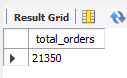 Result Grid
total_orders
21350